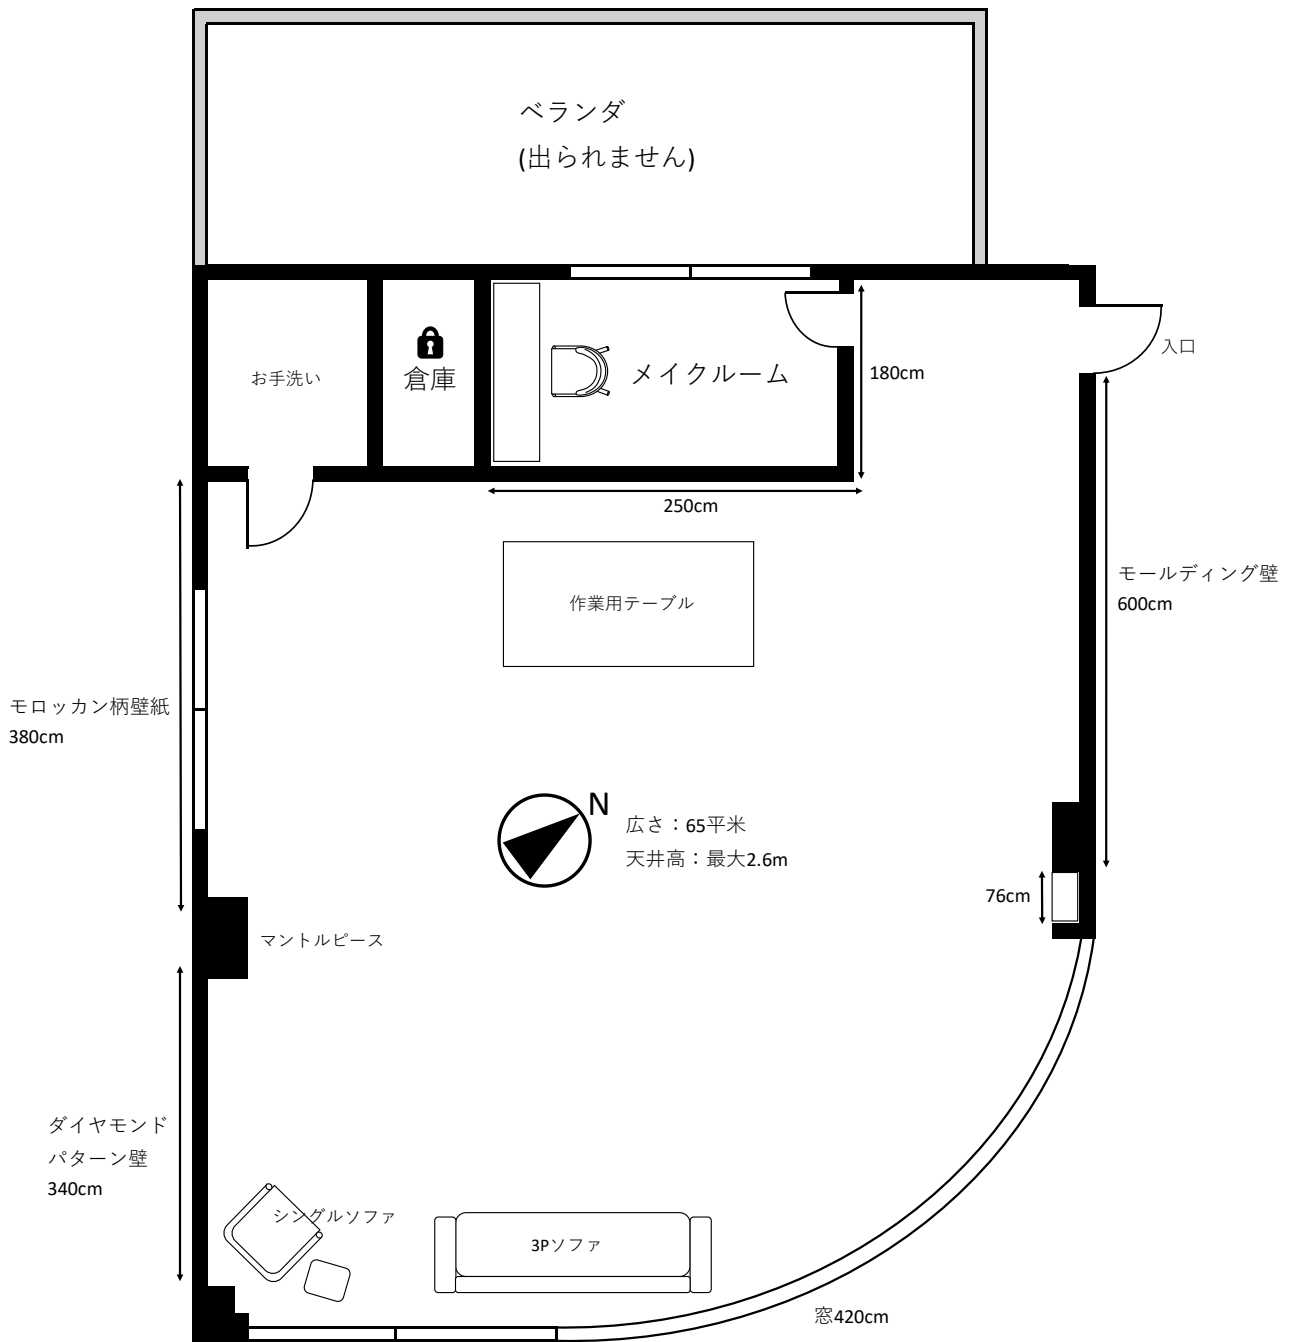 ベランダ
(出られません)
お手洗い
倉庫
メイクルーム
180cm
入口
250cm
作業用テーブル
モールディング壁
600cm
モロッカン柄壁紙
380cm
N
広さ：65平米
天井高：最大2.6m
76cm
マントルピース
ダイヤモンド
パターン壁
340cm
シングルソファ
3Pソファ
窓420cm